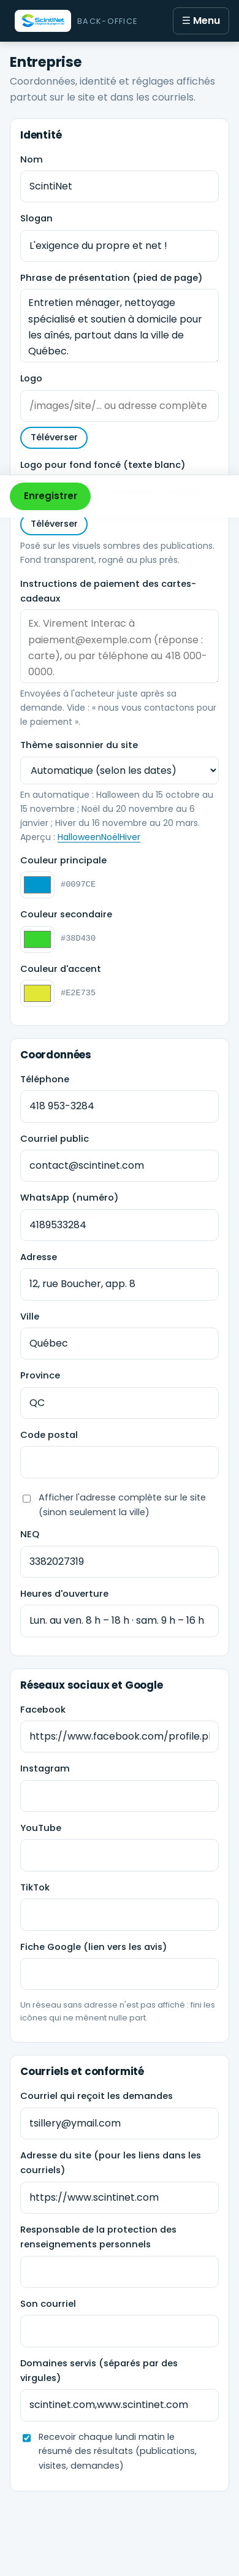 ScintiNet
BACK-OFFICE
☰ Menu
Entreprise
Coordonnées, identité et réglages affichés
partout sur le site et dans les courriels.
Identité
Nom
ScintiNet
Slogan
L'exigence du propre et net !
Phrase de présentation (pied de page)
Entretien ménager, nettoyage
spécialisé et soutien à domicile pour
les aînés, partout dans la ville de
Québec.
Logo
/images/site/... ou adresse complète
Téléverser
Logo pour fond foncé (texte blanc)
Enregistrer
Téléverser
Posé sur les visuels sombres des publications.
Fond transparent, rogné au plus près.
Instructions de paiement des cartes-
cadeaux
Ex. Virement Interac à
paiement@exemple.com (réponse :
carte), ou par téléphone au 418 000-
0000.
Envoyées à l'acheteur juste après sa
demande. Vide : « nous vous contactons pour
le paiement ».
Thème saisonnier du site
Automatique (selon les dates)
En automatique : Halloween du 15 octobre au
15 novembre ; Noël du 20 novembre au 6
janvier ; Hiver du 16 novembre au 20 mars.
Aperçu : HalloweenNoëlHiver
Couleur principale
#0097CE
Couleur secondaire
#38D430
Couleur d'accent
#E2E735
Coordonnées
Téléphone
418 953-3284
Courriel public
contact@scintinet.com
WhatsApp (numéro)
4189533284
Adresse
12, rue Boucher, app. 8
Ville
Québec
Province
QC
Code postal
Afficher l'adresse complète sur le site
(sinon seulement la ville)
NEQ
3382027319
Heures d'ouverture
Lun. au ven. 8 h – 18 h · sam. 9 h – 16 h
Réseaux sociaux et Google
Facebook
https://www.facebook.com/profile.p
Instagram
YouTube
TikTok
Fiche Google (lien vers les avis)
Un réseau sans adresse n'est pas affiché : fini les
icônes qui ne mènent nulle part.
Courriels et conformité
Courriel qui reçoit les demandes
tsillery@ymail.com
Adresse du site (pour les liens dans les
courriels)
https://www.scintinet.com
Responsable de la protection des
renseignements personnels
Son courriel
Domaines servis (séparés par des
virgules)
scintinet.com,www.scintinet.com
Recevoir chaque lundi matin le
résumé des résultats (publications,
visites, demandes)